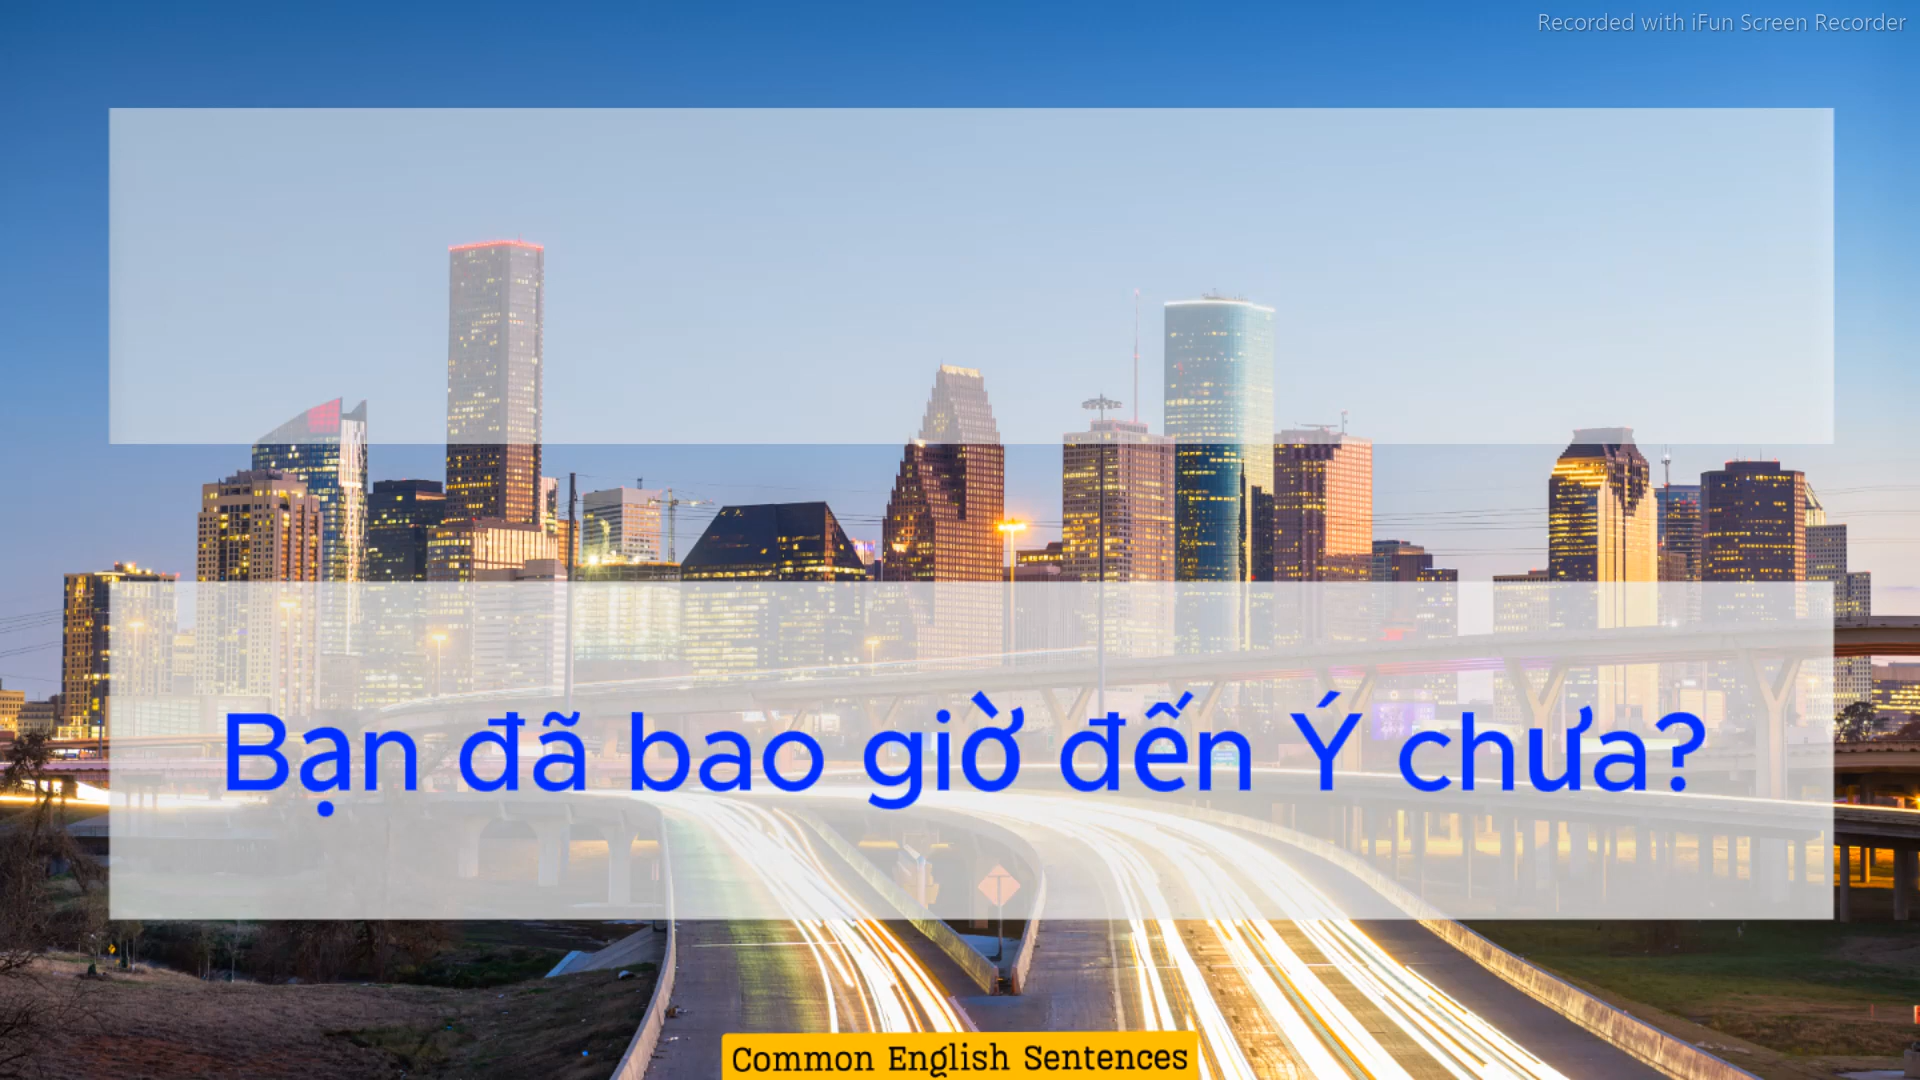 Recorded with iFun Screen Recorder
Bạn đã bao giờ đến Ý chưa?
Common English Sentences